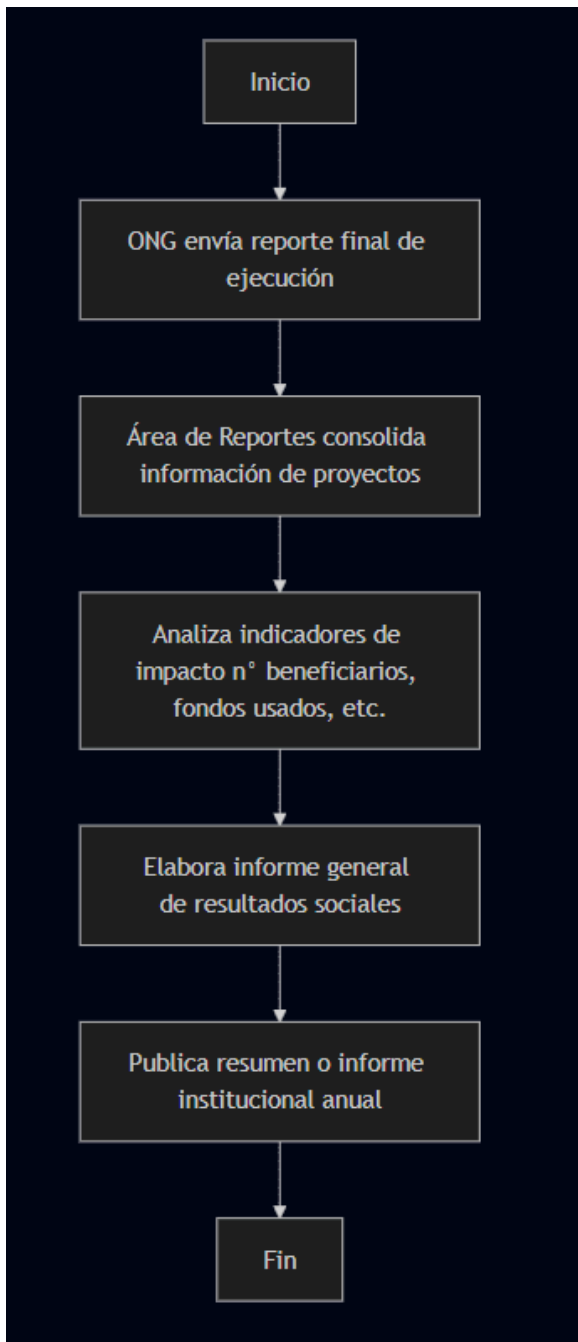 Inicio
ONG envía reporte final de
ejecución
Área de Reportes consolida
información de proyectos
Analiza indicadores de
impacto n° beneficiarios,
fondos usados, etc.
Elabora informe general
de resultados sociales
Publica resumen o informe
institucional anual
Fin